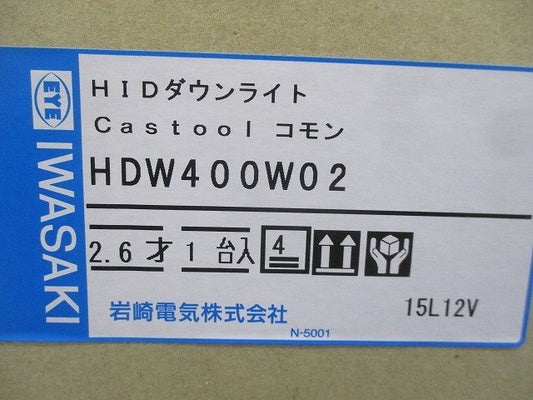 EYE
IWASAKI
HIDダウンライト
Castool コモン
HDW400W02
2.6才 1台入 4
岩崎電気株式会社
15L12V
N-5001